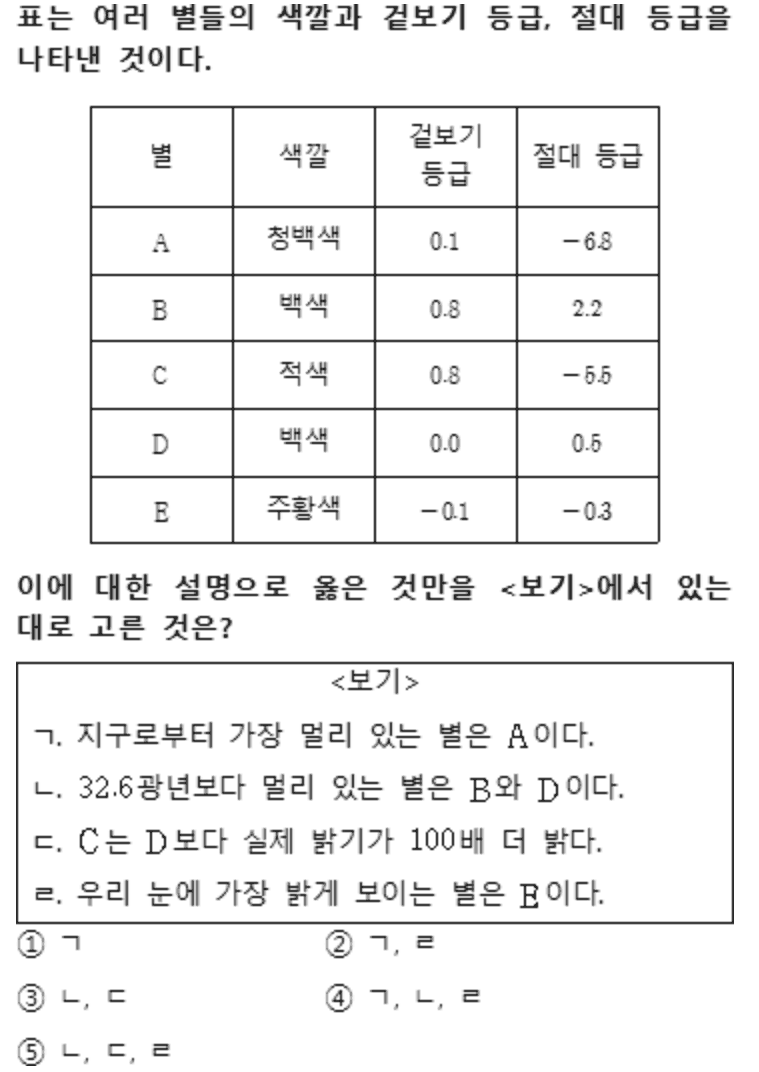 표는 여러 별들의 색깔과 겉보기 등급, 절대 등급을
나타낸 것이다.
별 색깔 겉보기 등급 절대 등급
A 청백색 0.1 -6.8
B 백색 0.8 2.2
C 적색 0.8 -5.5
D 백색 0.0 0.5
E 주황색 -0.1 -0.3
이에 대한 설명으로 옳은 것만을 <보기>에서 있는
대로 고른 것은?
<보기>
ㄱ. 지구로부터 가장 멀리 있는 별은 A이다.
ㄴ. 32.6광년보다 멀리 있는 별은 B와 D이다.
ㄷ. C는 D보다 실제 밝기가 100배 더 밝다.
ㄹ. 우리 눈에 가장 밝게 보이는 별은 E이다.
① ㄱ ② ㄱ, ㄹ
③ ㄴ, ㄷ ④ ㄱ, ㄴ, ㄹ
⑤ ㄴ, ㄷ, ㄹ